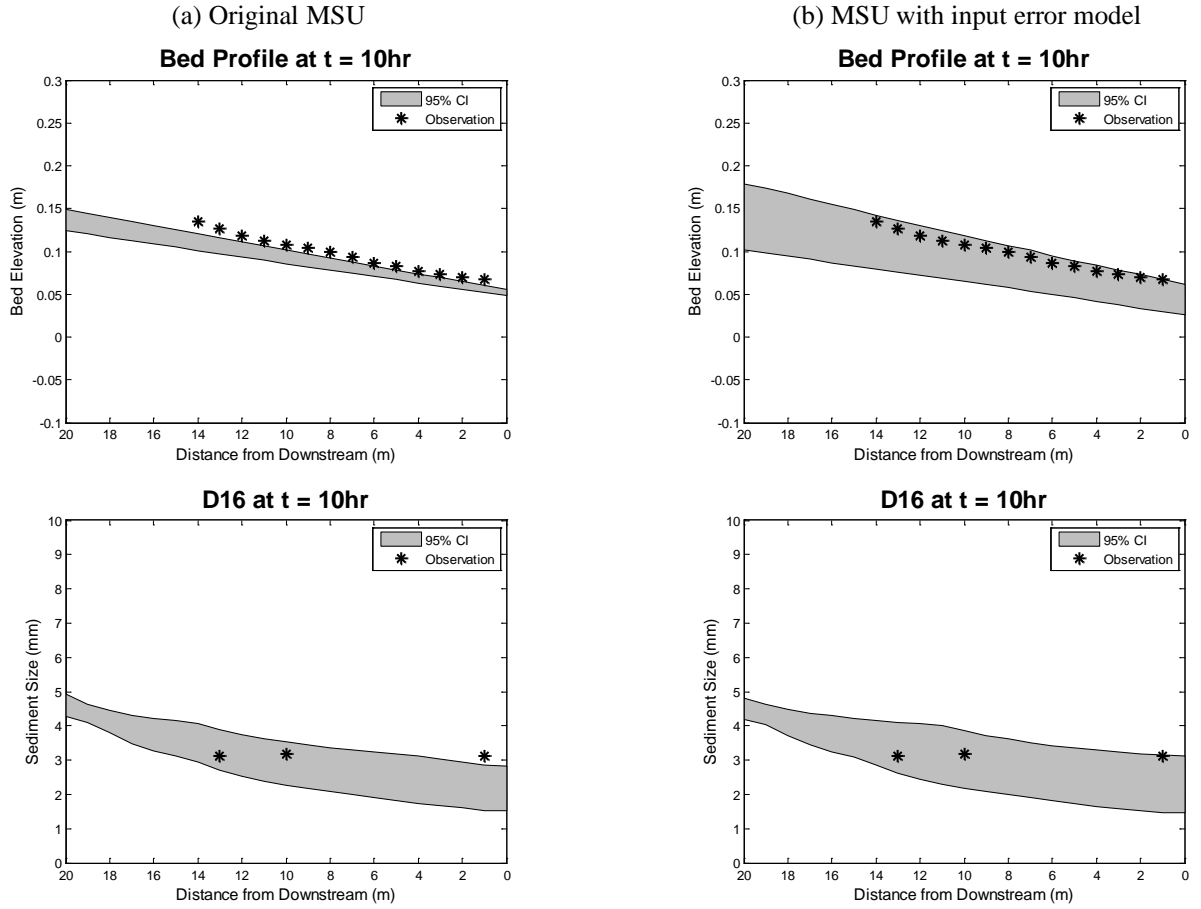 (a) Original MSU
(b) MSU with input error model
Bed Profile at t = 10hr
0.3
0.25
0.2
0.15
0.1
0.05
0
-0.05
-0.1
Bed Elevation (m)
95% CI
Observation
20 18 16 14 12 10 8 6 4 2 0
Distance from Downstream (m)
Bed Profile at t = 10hr
0.3
0.25
0.2
0.15
0.1
0.05
0
-0.05
-0.1
Bed Elevation (m)
95% CI
Observation
20 18 16 14 12 10 8 6 4 2 0
Distance from Downstream (m)
D16 at t = 10hr
10
9
8
7
6
5
4
3
2
1
0
Sediment Size (mm)
95% CI
Observation
20 18 16 14 12 10 8 6 4 2 0
Distance from Downstream (m)
D16 at t = 10hr
10
9
8
7
6
5
4
3
2
1
0
Sediment Size (mm)
95% CI
Observation
20 18 16 14 12 10 8 6 4 2 0
Distance from Downstream (m)